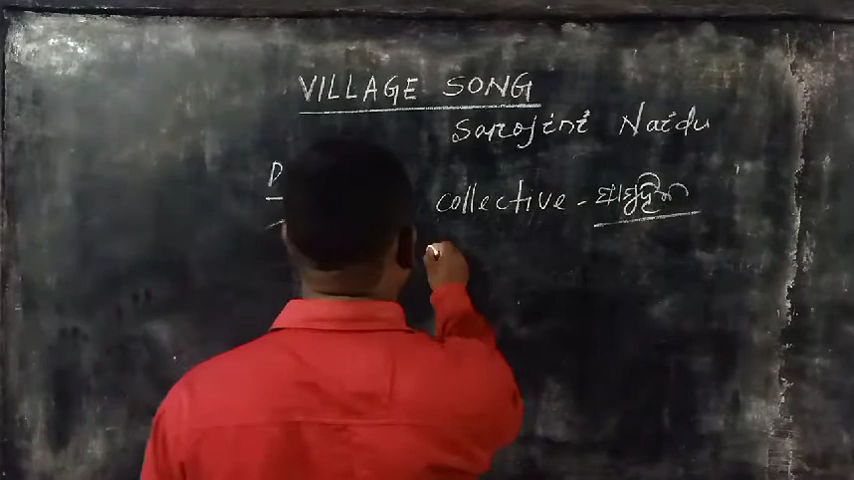 VILLAGE SONG
Sarojini Naidu
D
collective - ସାମୁହିକ